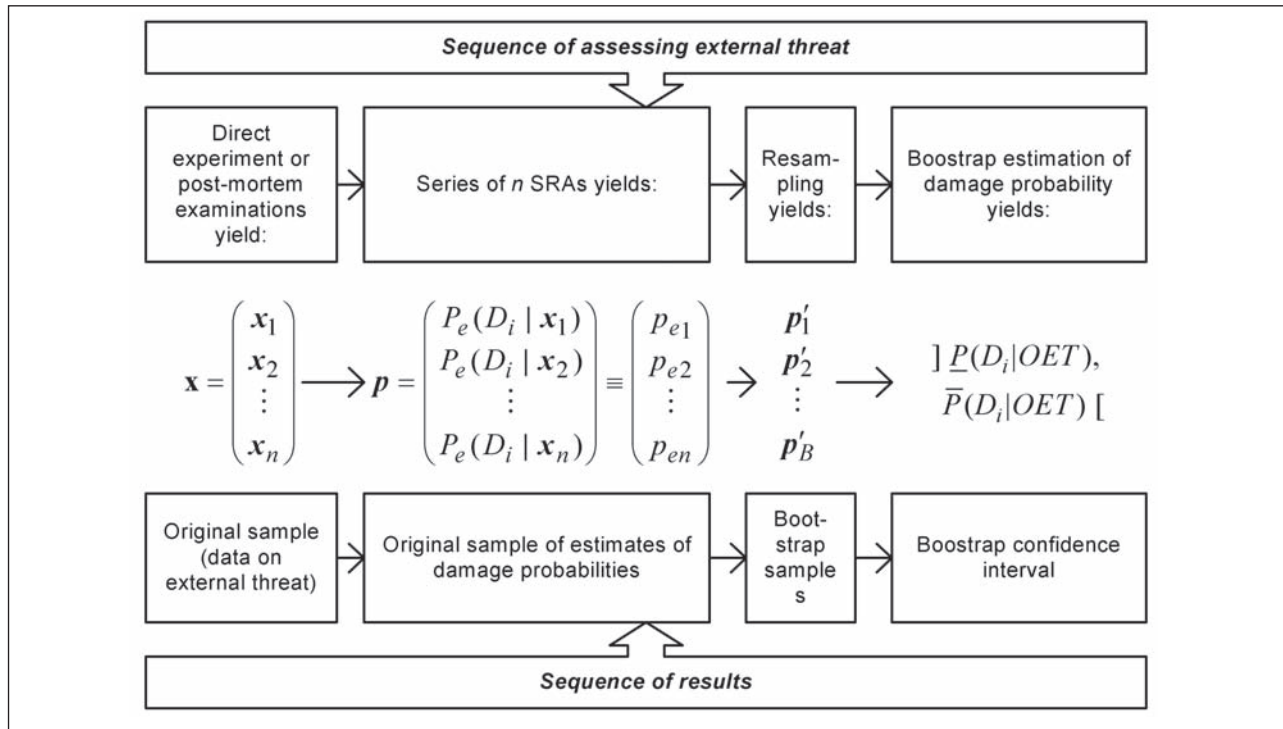 Sequence of assessing external threat
Direct
experiment or
post-mortem
examinations
yield:
Series of n SRAs yields:
Resam-
pling
yields:
Boostrap estimation of
damage probability
yields:
x = (x₁ x₂ ⋮ xₙ) → p = (Pₑ(Dᵢ | x₁) Pₑ(Dᵢ | x₂) ⋮ Pₑ(Dᵢ | xₙ)) ≡ (pₑ₁ pₑ₂ ⋮ pₑₙ) → p′₁ p′₂ ⋮ p′_B → ] P̲(Dᵢ|OET), P̅(Dᵢ|OET) [
Original sample
(data on
external threat)
Original sample of estimates of
damage probabilities
Boot-
strap
sample
s
Boostrap confidence
interval
Sequence of results